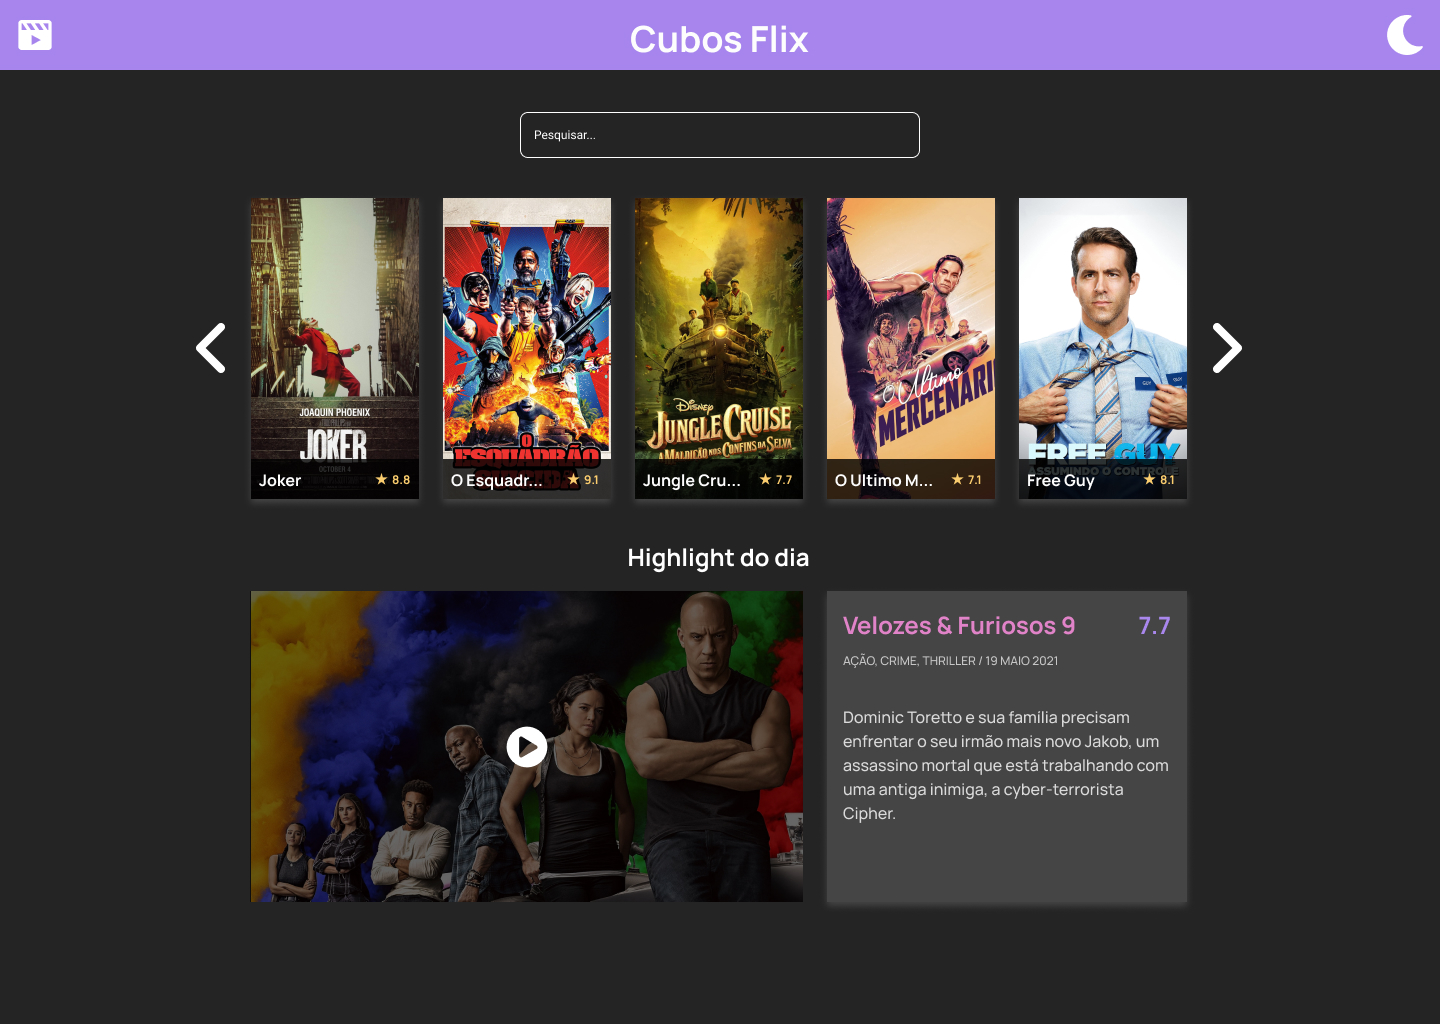 Cubos Flix
Pesquisar...
JOAQUIN PHOENIX
JOKER
OCTOBER 4
Joker
★ 8.8
O
ESQUADRÃO
O Esquadr...
★ 9.1
Disney
JUNGLE CRUISE
A MALDIÇÃO NOS CONFINS DA SELVA
Jungle Cru...
★ 7.7
O Último
MERCENÁRIO
O Ultimo M...
★ 7.1
GUY
GUY
FREE GUY
ASSUMINDO O CONTROLE
Free Guy
★ 8.1
Highlight do dia
Velozes & Furiosos 9
7.7
AÇÃO, CRIME, THRILLER / 19 MAIO 2021
Dominic Toretto e sua família precisam
enfrentar o seu irmão mais novo Jakob, um
assassino mortal que está trabalhando com
uma antiga inimiga, a cyber-terrorista
Cipher.